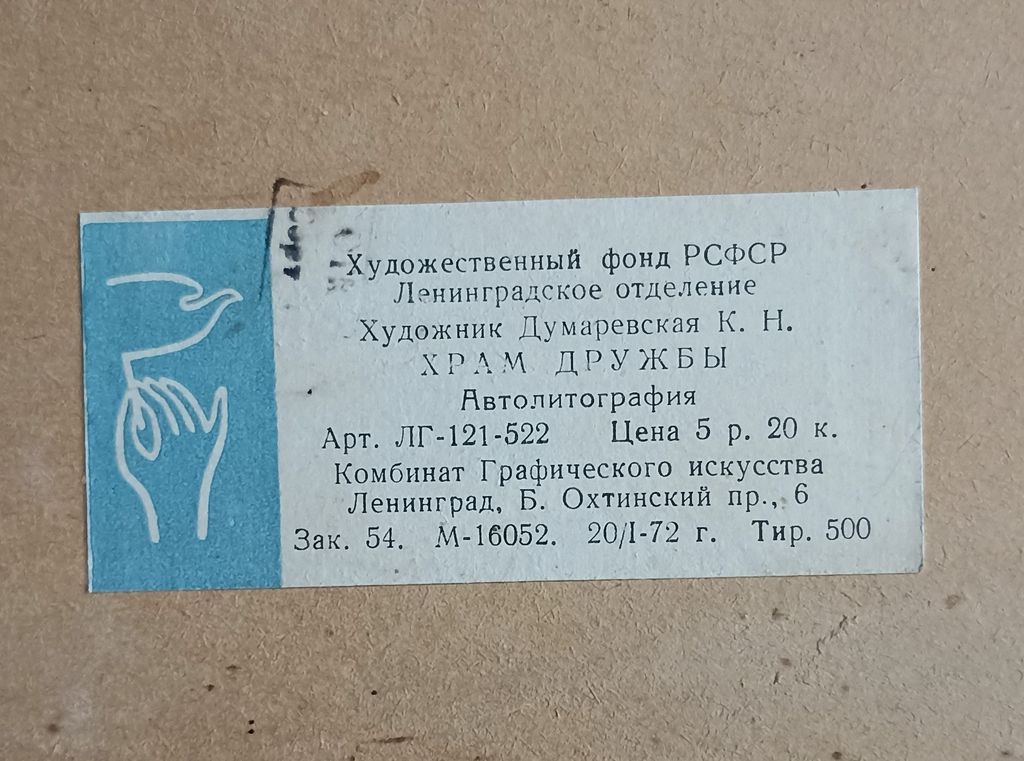 Художественный фонд РСФСР
Ленинградское отделение
Художник Думаревская К. Н.
ХРАМ ДРУЖБЫ
Автолитография
Арт. ЛГ-121-522 Цена 5 р. 20 к.
Комбинат Графического искусства
Ленинград, Б. Охтинский пр., 6
Зак. 54. М-16052. 20/I-72 г. Тир. 500